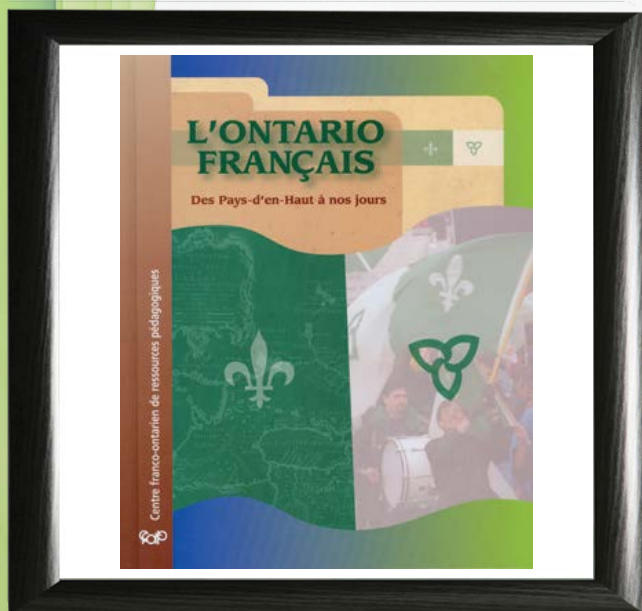 L'ONTARIO
FRANÇAIS
Des Pays-d'en-Haut à nos jours
Centre franco-ontarien de ressources pédagogiques